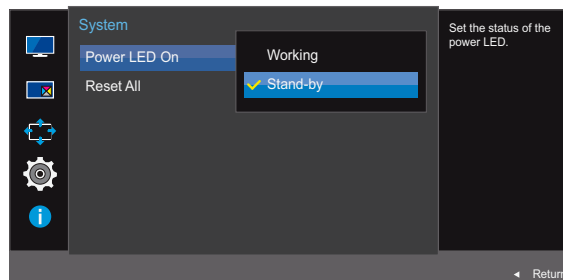 System
Power LED On
Working
Stand-by
Reset All
Set the status of the
power LED.
Return